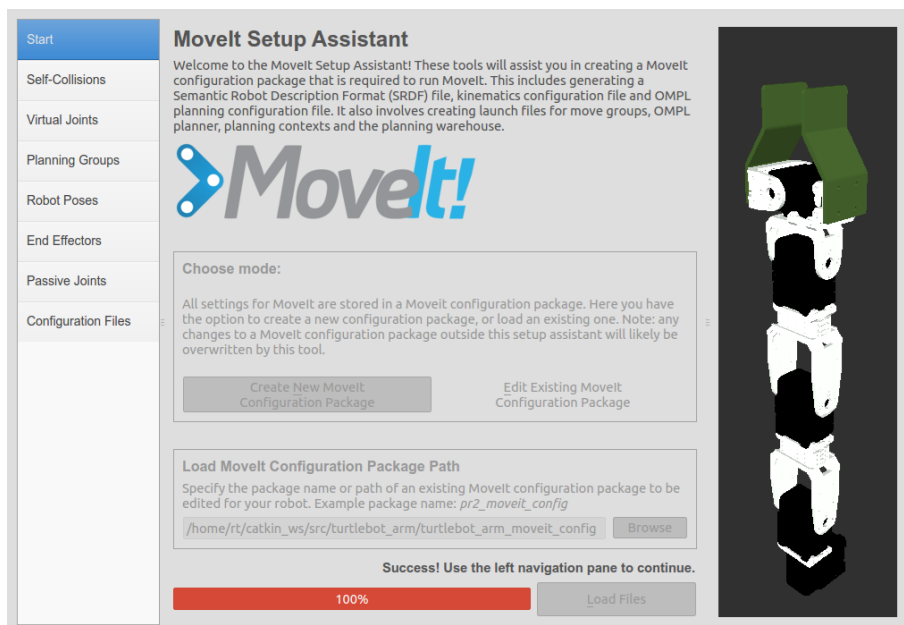 Start
Self-Collisions
Virtual Joints
Planning Groups
Robot Poses
End Effectors
Passive Joints
Configuration Files
MoveIt Setup Assistant
Welcome to the MoveIt Setup Assistant! These tools will assist you in creating a MoveIt
configuration package that is required to run MoveIt. This includes generating a
Semantic Robot Description Format (SRDF) file, kinematics configuration file and OMPL
planning configuration file. It also involves creating launch files for move groups, OMPL
planner, planning contexts and the planning warehouse.
MoveIt!
Choose mode:
All settings for MoveIt are stored in a Moveit configuration package. Here you have
the option to create a new configuration package, or load an existing one. Note: any
changes to a MoveIt configuration package outside this setup assistant will likely be
overwritten by this tool.
Create New MoveIt
Configuration Package
Edit Existing MoveIt
Configuration Package
Load MoveIt Configuration Package Path
Specify the package name or path of an existing MoveIt configuration package to be
edited for your robot. Example package name: pr2_moveit_config
/home/rt/catkin_ws/src/turtlebot_arm/turtlebot_arm_moveit_config
Browse
Success! Use the left navigation pane to continue.
100%
Load Files